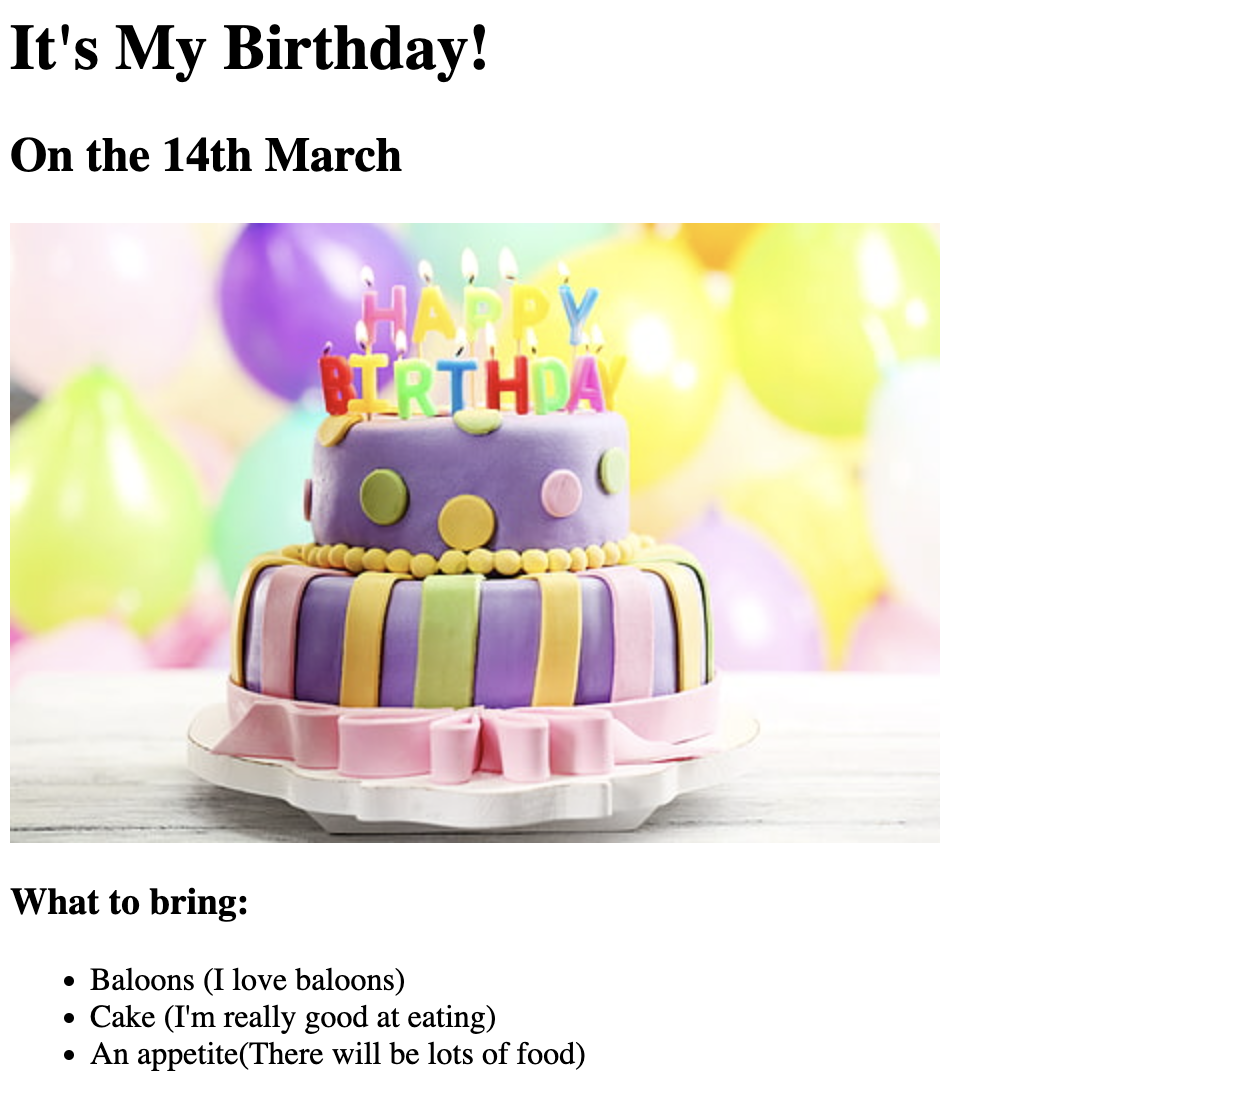 It's My Birthday!
On the 14th March
HAPPY
BIRTHDAY
What to bring:
Baloons (I love baloons)
Cake (I'm really good at eating)
An appetite(There will be lots of food)